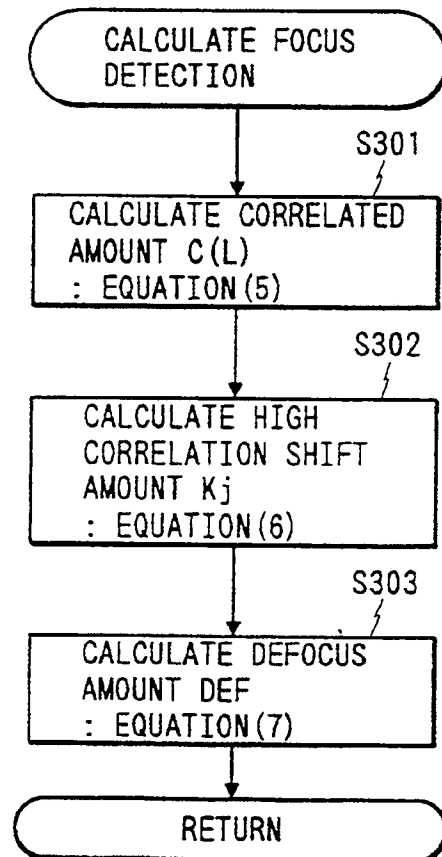 CALCULATE FOCUS
DETECTION
S301
CALCULATE CORRELATED
AMOUNT C(L)
: EQUATION(5)
S302
CALCULATE HIGH
CORRELATION SHIFT
AMOUNT Kj
: EQUATION(6)
S303
CALCULATE DEFOCUS
AMOUNT DEF
: EQUATION(7)
RETURN